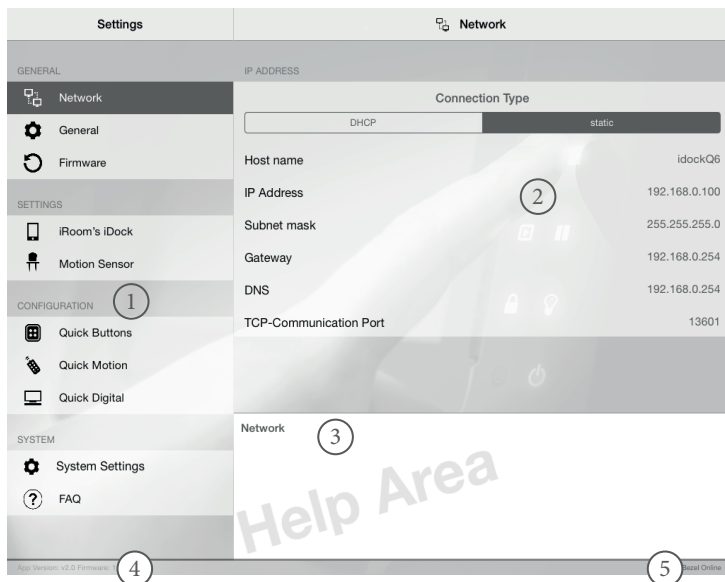 Settings
Network
GENERAL
Network
General
Firmware
SETTINGS
iRoom's iDock
Motion Sensor
CONFIGURATION
1
Quick Buttons
Quick Motion
Quick Digital
SYSTEM
System Settings
FAQ
App Version: v2.0 Firmware:
4
IP ADDRESS
Connection Type
DHCP static
Host name idockQ6
IP Address 192.168.0.100
2
Subnet mask 255.255.255.0
Gateway 192.168.0.254
DNS 192.168.0.254
TCP-Communication Port 13601
Network
3
Help Area
5
Bezel Online